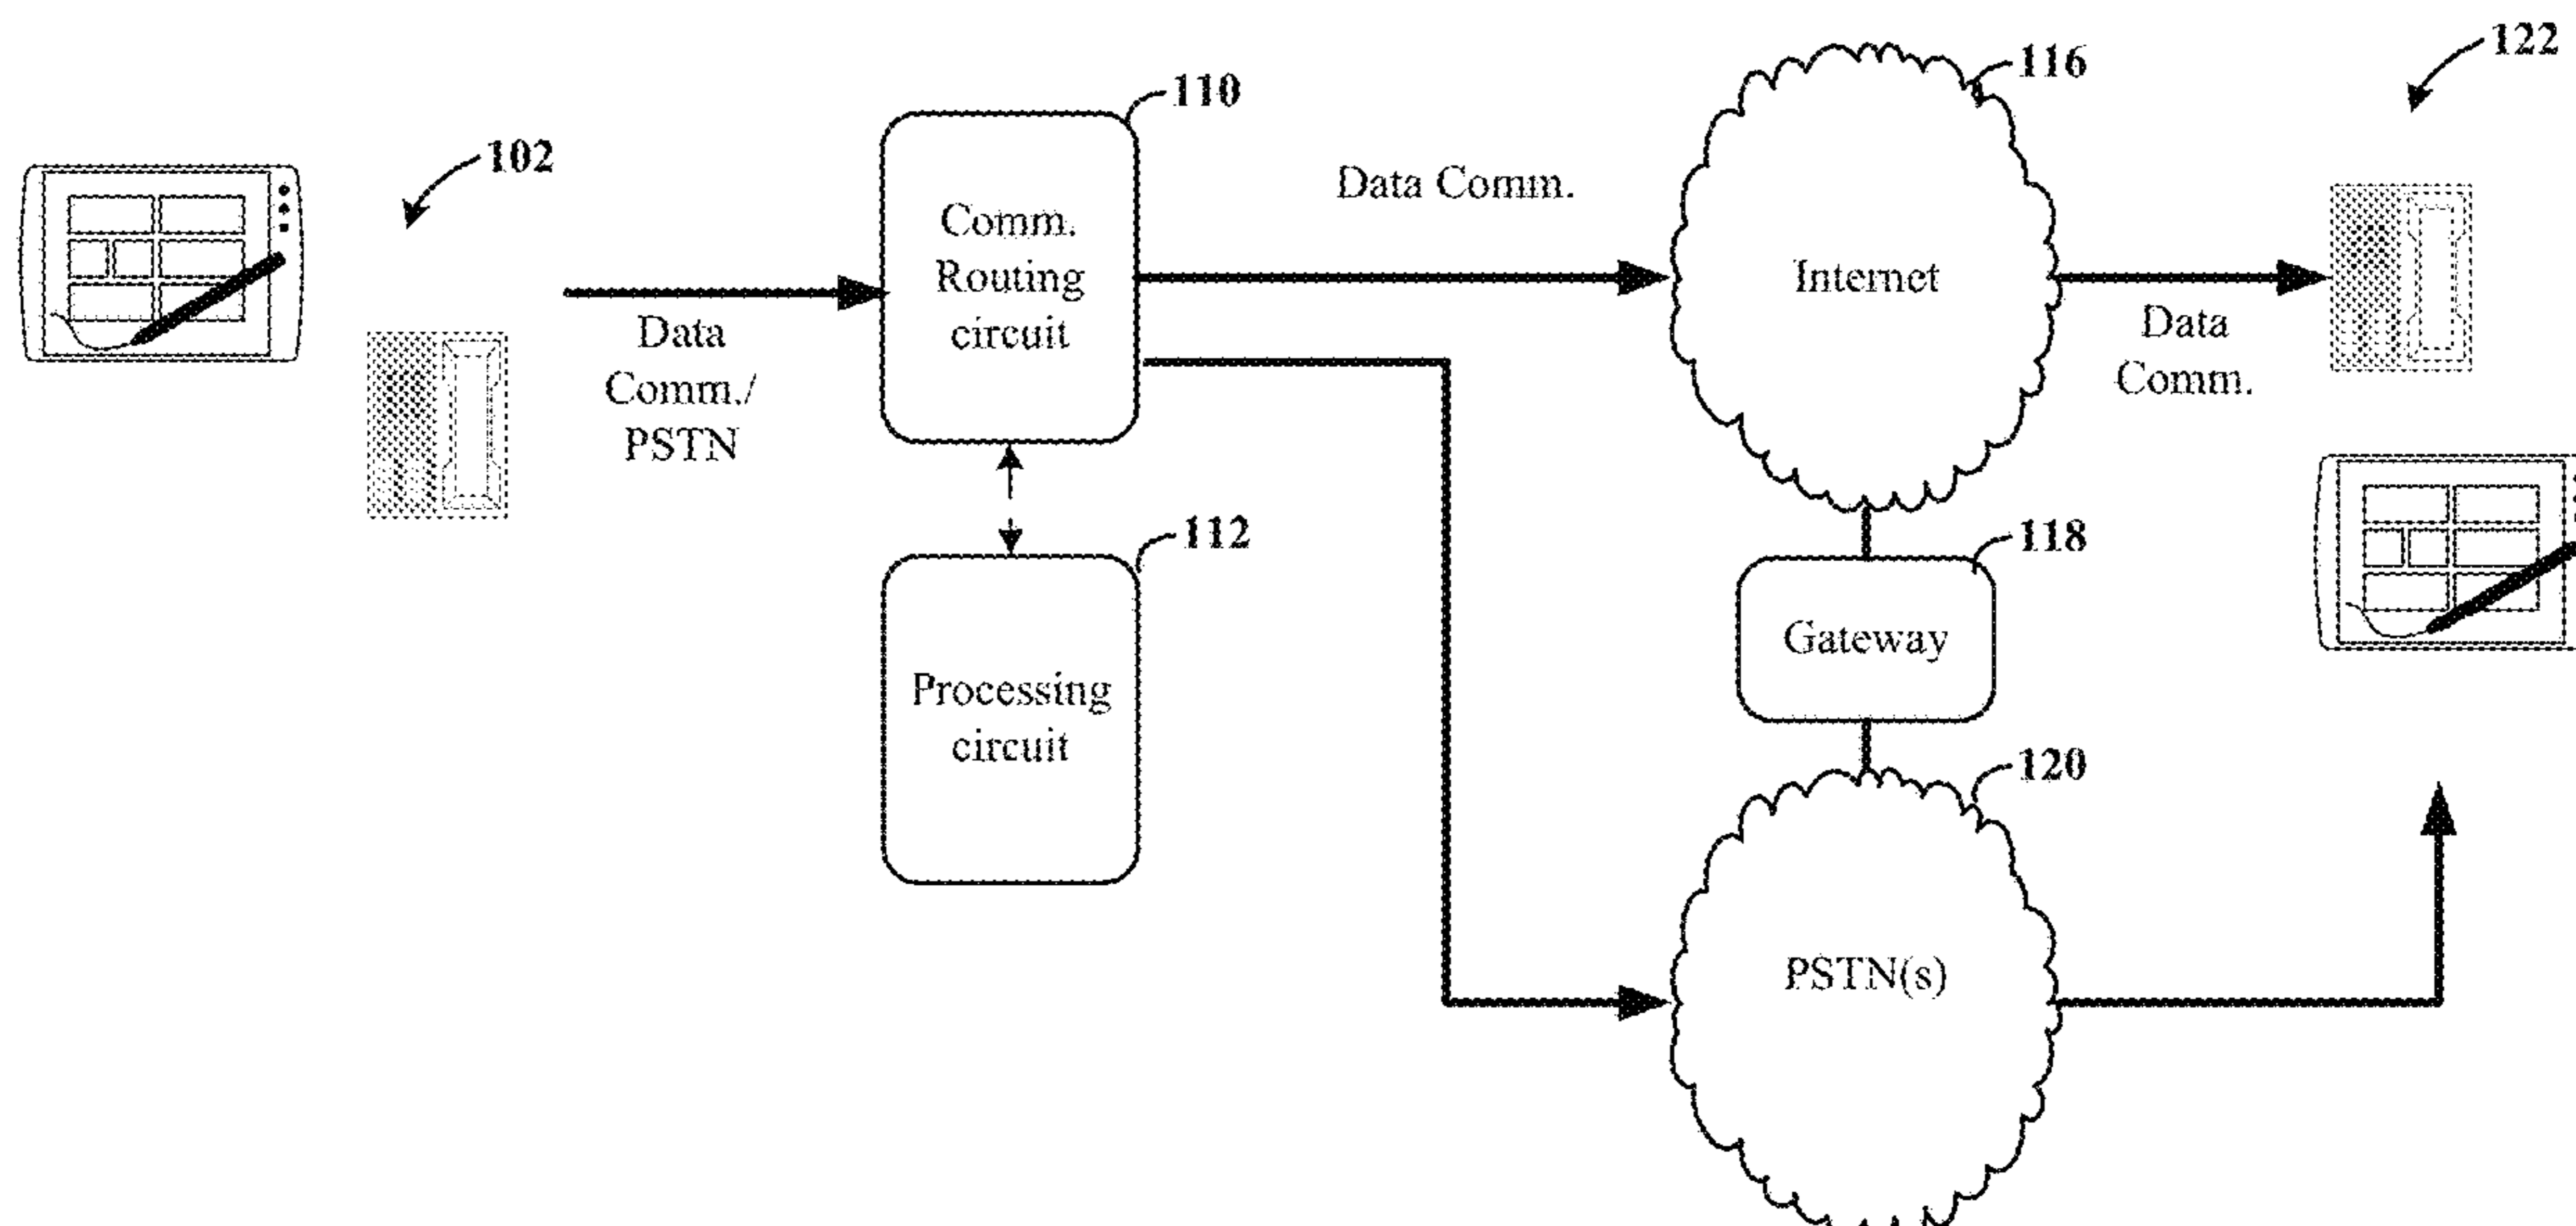 122
116
110
102
Data Comm.
Comm.
Routing
circuit
Internet
Data
Comm./
PSTN
Data
Comm.
112
118
Gateway
Processing
circuit
120
PSTN(s)